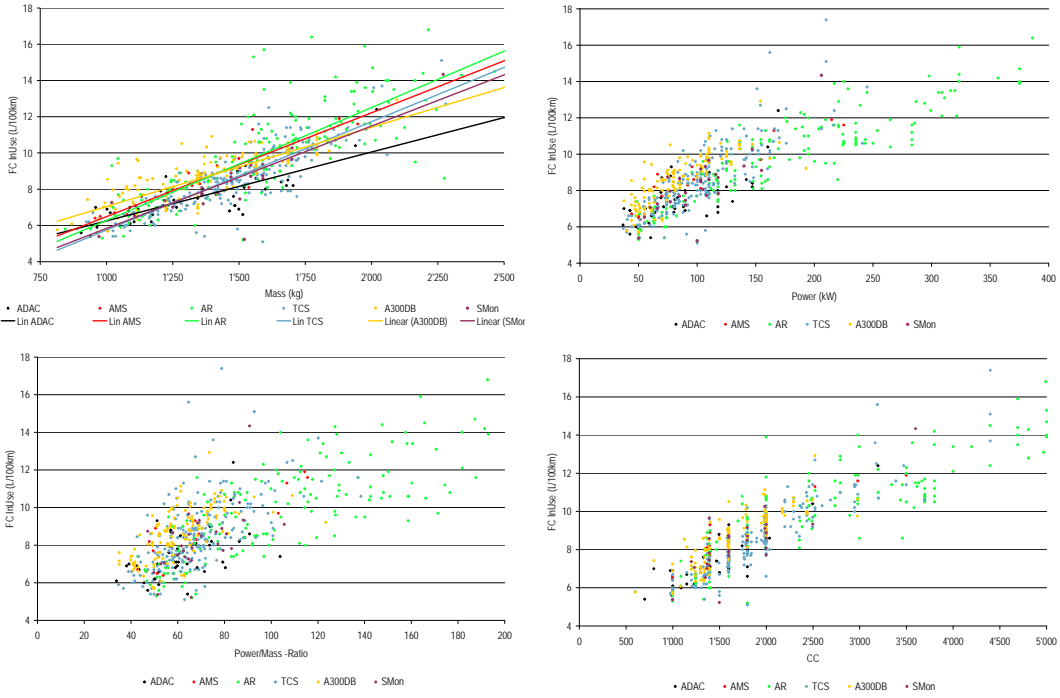 18
16
14
12
10
8
6
4
FC InUse (L/100km)
750 1'000 1'250 1'500 1'750 2'000 2'250 2'500
Mass (kg)
ADAC AMS AR TCS A300DB SMon
Lin ADAC Lin AMS Lin AR Lin TCS Linear (A300DB) Linear (SMon
18
16
14
12
10
8
6
4
FC InUse (L/100km)
0 50 100 150 200 250 300 350 400
Power (kW)
ADAC AMS AR TCS A300DB SMon
18
16
14
12
10
8
6
4
FC InUse (L/100km)
0 20 40 60 80 100 120 140 160 180 200
Power/Mass -Ratio
ADAC AMS AR TCS A300DB SMon
18
16
14
12
10
8
6
4
FC InUse (L/100km)
0 500 1'000 1'500 2'000 2'500 3'000 3'500 4'000 4'500 5'000
CC
ADAC AMS AR TCS A300DB SMon